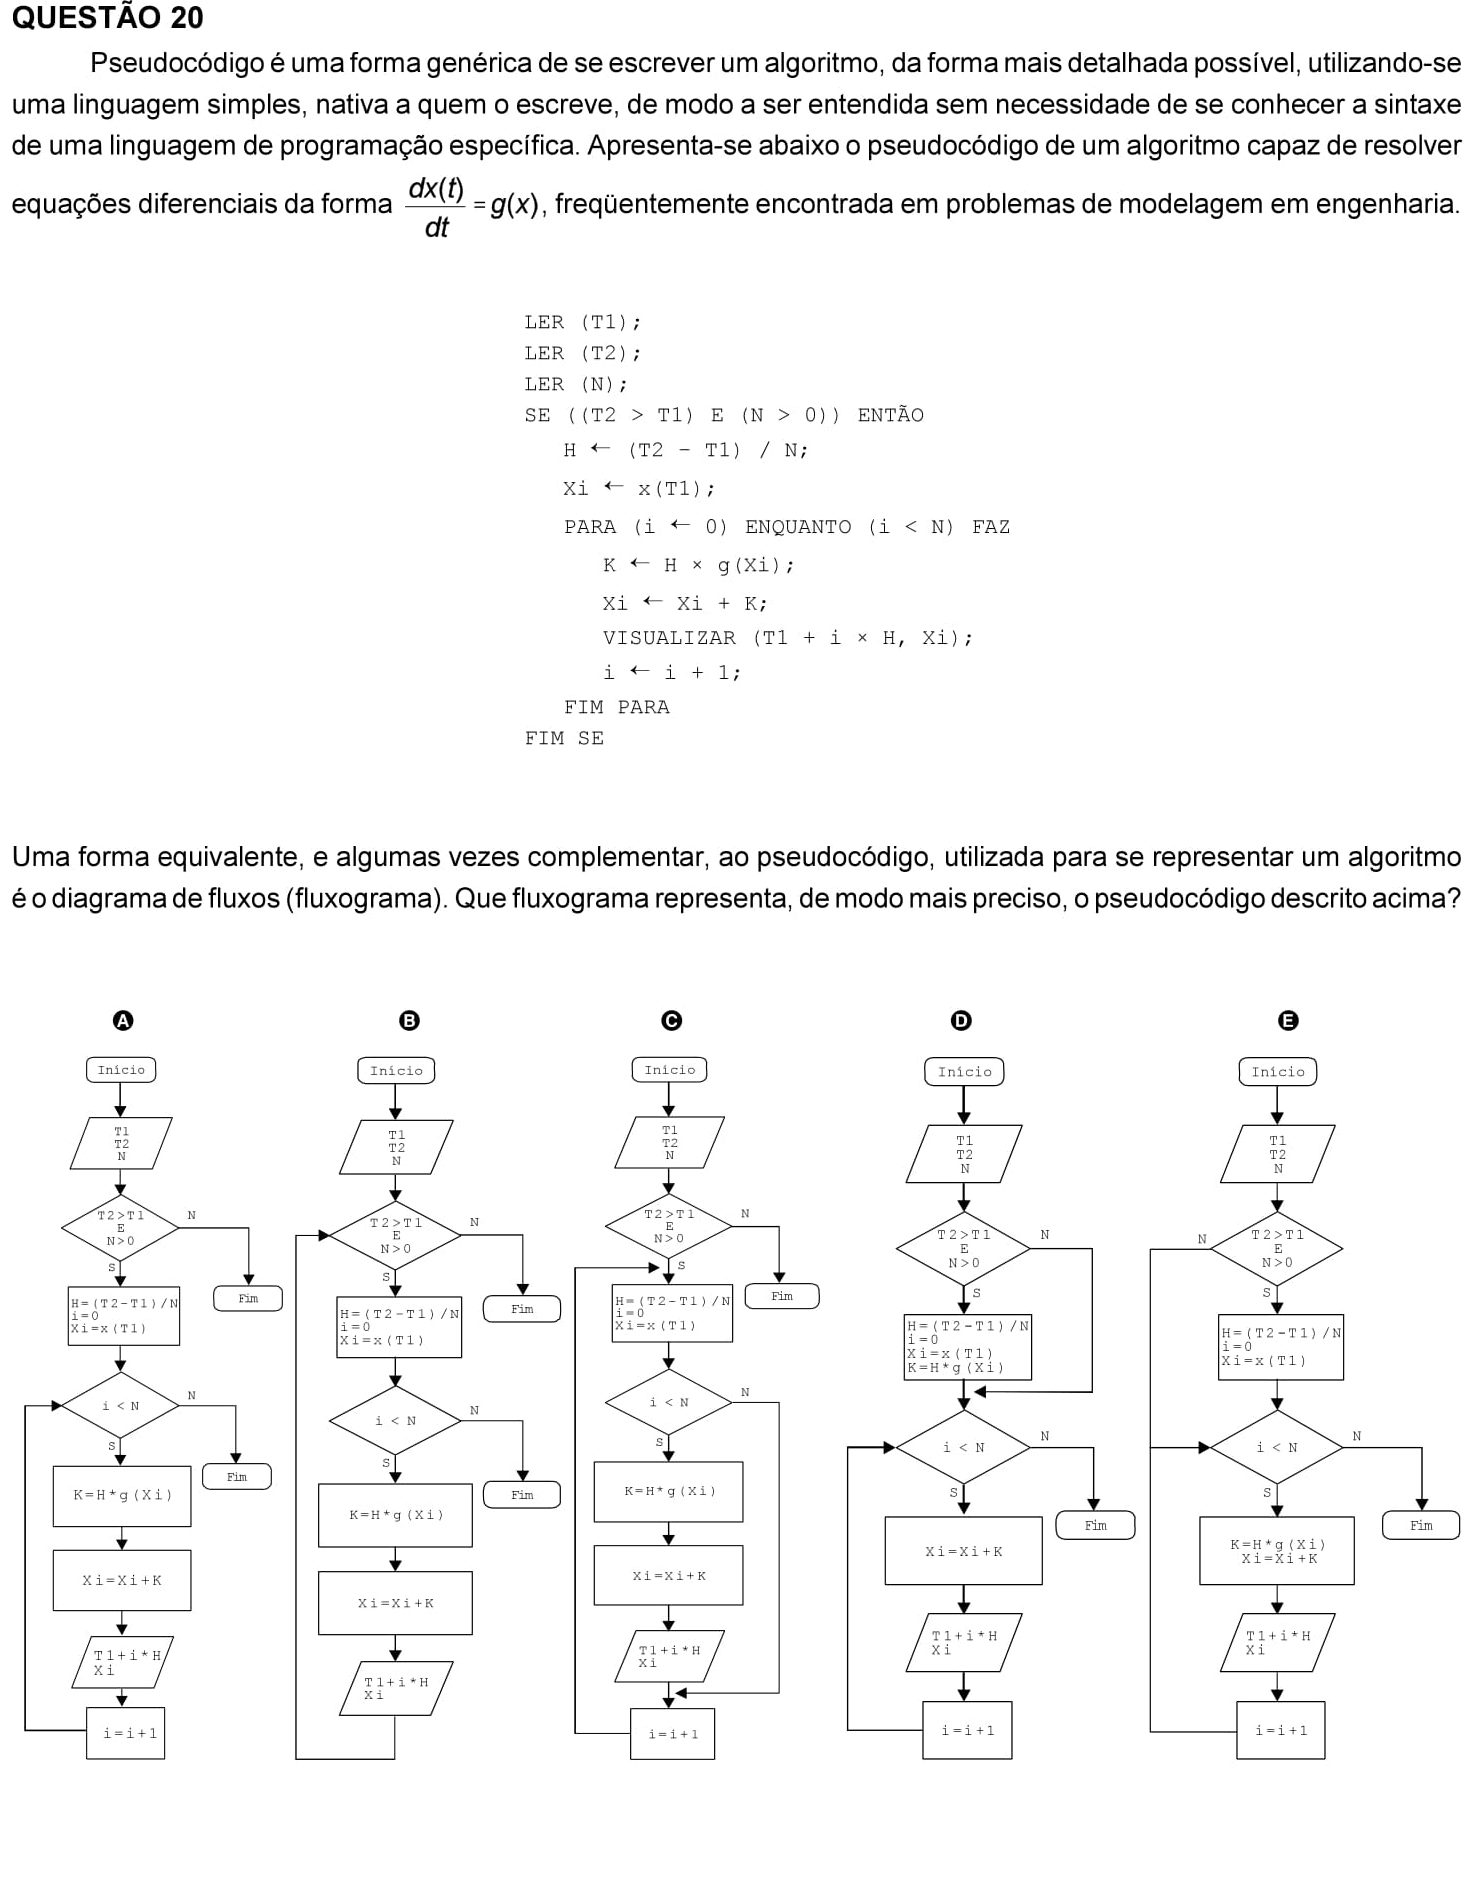 QUESTÃO 20
Pseudocódigo é uma forma genérica de se escrever um algoritmo, da forma mais detalhada possível, utilizando-se
uma linguagem simples, nativa a quem o escreve, de modo a ser entendida sem necessidade de se conhecer a sintaxe
de uma linguagem de programação específica. Apresenta-se abaixo o pseudocódigo de um algoritmo capaz de resolver
equações diferenciais da forma dx(t)/dt = g(x), freqüentemente encontrada em problemas de modelagem em engenharia.
LER (T1);
LER (T2);
LER (N);
SE ((T2 > T1) E (N > 0)) ENTÃO
H ← (T2 - T1) / N;
Xi ← x(T1);
PARA (i ← 0) ENQUANTO (i < N) FAZ
K ← H × g(Xi);
Xi ← Xi + K;
VISUALIZAR (T1 + i × H, Xi);
i ← i + 1;
FIM PARA
FIM SE
Uma forma equivalente, e algumas vezes complementar, ao pseudocódigo, utilizada para se representar um algoritmo
é o diagrama de fluxos (fluxograma). Que fluxograma representa, de modo mais preciso, o pseudocódigo descrito acima?
A
Início
T1
T2
N
T2>T1
E
N>0
N
S
Fim
H=(T2-T1)/N
i=0
Xi=x(T1)
i < N
N
S
Fim
K=H*g(Xi)
Xi=Xi+K
T1+i*H
Xi
i=i+1
B
Início
T1
T2
N
T2>T1
E
N>0
N
S
Fim
H=(T2-T1)/N
i=0
Xi=x(T1)
i < N
N
S
Fim
K=H*g(Xi)
Xi=Xi+K
T1+i*H
Xi
C
Início
T1
T2
N
T2>T1
E
N>0
N
S
Fim
H=(T2-T1)/N
i=0
Xi=x(T1)
i < N
N
S
K=H*g(Xi)
Xi=Xi+K
T1+i*H
Xi
i=i+1
D
Início
T1
T2
N
T2>T1
E
N>0
N
S
H=(T2-T1)/N
i=0
Xi=x(T1)
K=H*g(Xi)
i < N
N
S
Fim
Xi=Xi+K
T1+i*H
Xi
i=i+1
E
Início
T1
T2
N
T2>T1
E
N>0
N
S
H=(T2-T1)/N
i=0
Xi=x(T1)
i < N
N
S
Fim
K=H*g(Xi)
Xi=Xi+K
T1+i*H
Xi
i=i+1